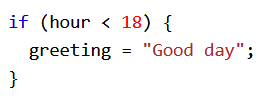 if (hour < 18) {
  greeting = "Good day";
}